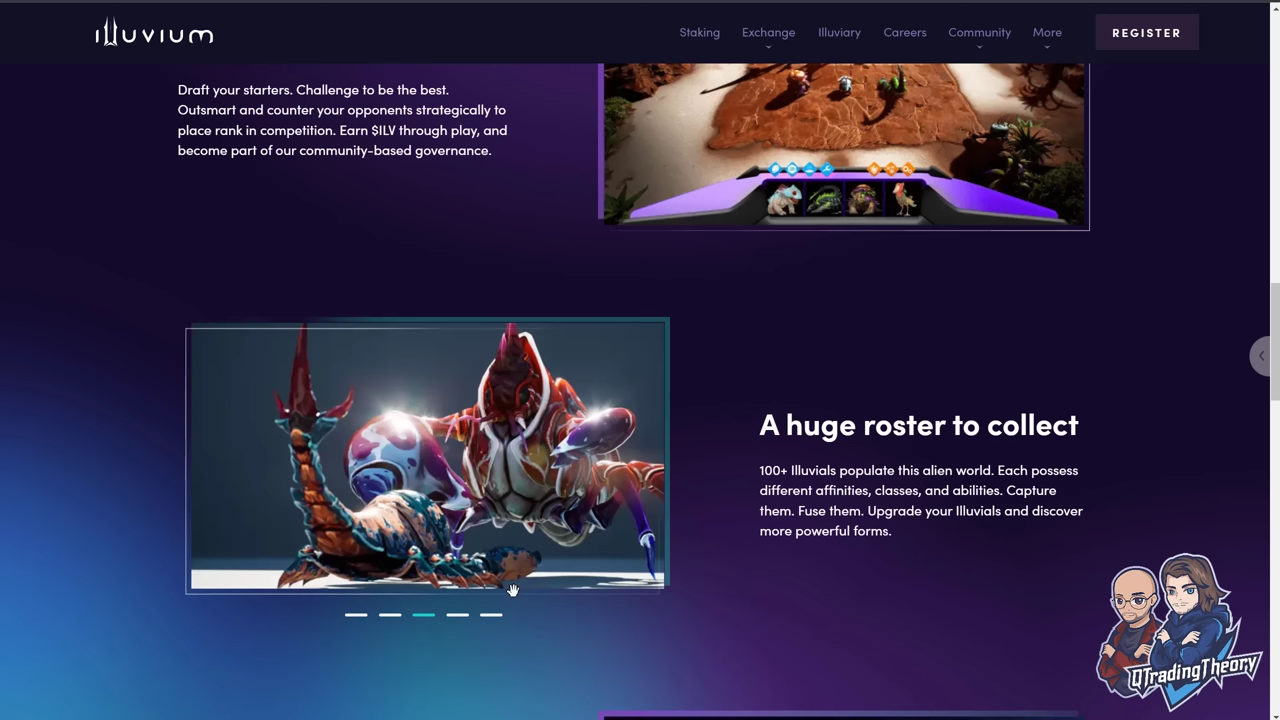 ILLUVIUM
Staking
Exchange
Illuviary
Careers
Community
More
REGISTER
Draft your starters. Challenge to be the best.
Outsmart and counter your opponents strategically to
place rank in competition. Earn $ILV through play, and
become part of our community-based governance.
A huge roster to collect
100+ Illuvials populate this alien world. Each possess
different affinities, classes, and abilities. Capture
them. Fuse them. Upgrade your Illuvials and discover
more powerful forms.
QTradingTheory